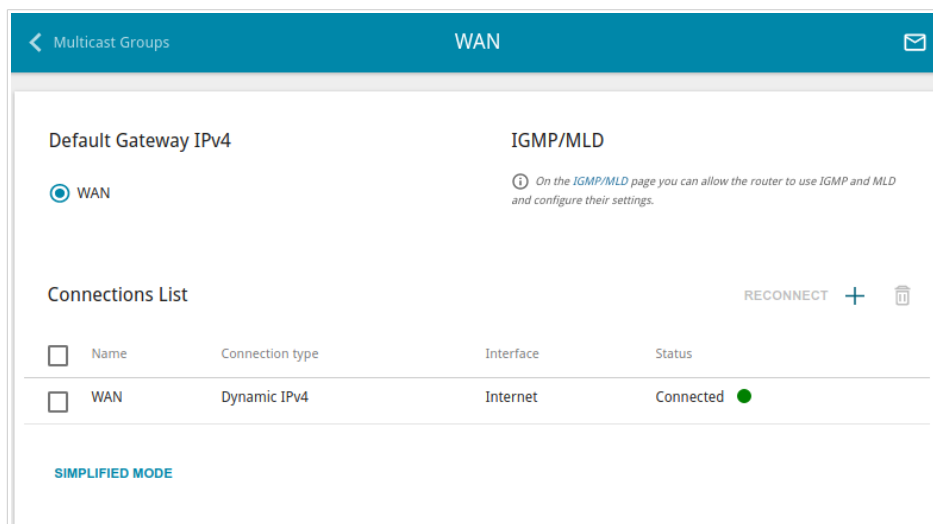 Multicast Groups
WAN
Default Gateway IPv4
WAN
IGMP/MLD
On the IGMP/MLD page you can allow the router to use IGMP and MLD
and configure their settings.
Connections List
RECONNECT
Name Connection type Interface Status
WAN Dynamic IPv4 Internet Connected
SIMPLIFIED MODE